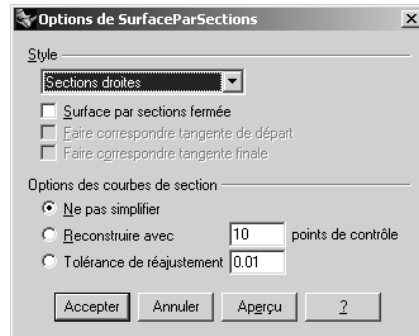 Options de SurfaceParSections
Style
Sections droites
Surface par sections fermée
Faire correspondre tangente de départ
Faire correspondre tangente finale
Options des courbes de section
Ne pas simplifier
Reconstruire avec 10 points de contrôle
Tolérance de réajustement 0.01
Accepter Annuler Aperçu ?